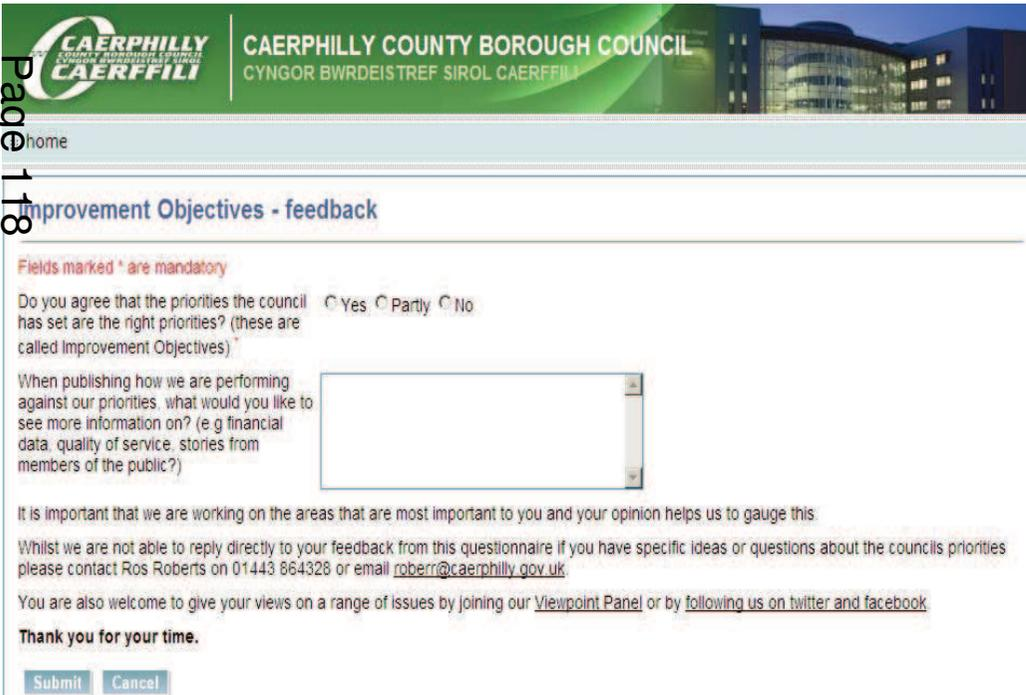 CAERPHILLY
COUNTY BOROUGH COUNCIL
CYNGOR BWRDEISTREF SIROL
CAERFFILI
CAERPHILLY COUNTY BOROUGH COUNCIL
CYNGOR BWRDEISTREF SIROL CAERFFILI
Page 118
home
Improvement Objectives - feedback
Fields marked * are mandatory
Do you agree that the priorities the council
has set are the right priorities? (these are
called Improvement Objectives) *
Yes Partly No
When publishing how we are performing
against our priorities, what would you like to
see more information on? (e.g financial
data, quality of service, stories from
members of the public?)
It is important that we are working on the areas that are most important to you and your opinion helps us to gauge this.
Whilst we are not able to reply directly to your feedback from this questionnaire if you have specific ideas or questions about the councils priorities
please contact Ros Roberts on 01443 864328 or email roberr@caerphilly.gov.uk.
You are also welcome to give your views on a range of issues by joining our Viewpoint Panel or by following us on twitter and facebook.
Thank you for your time.
Submit Cancel